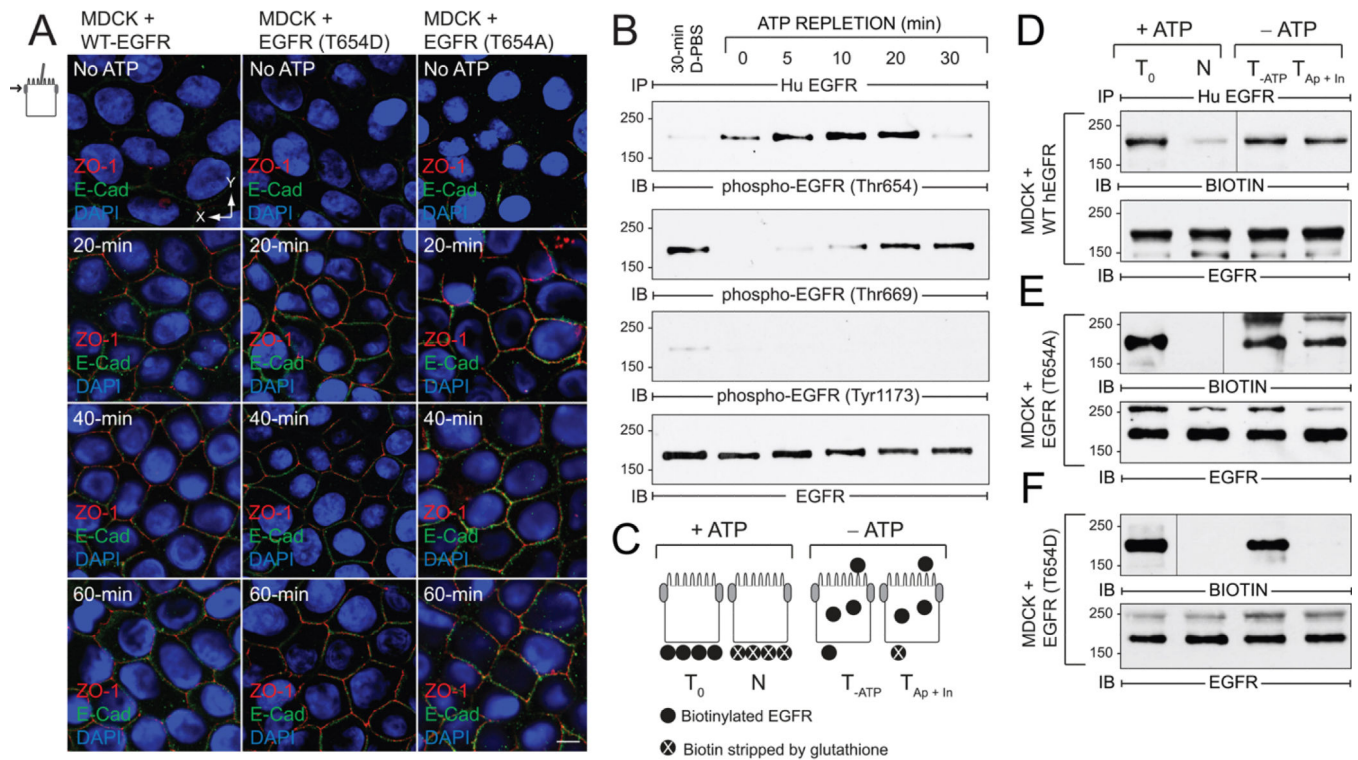 A
MDCK +
WT-EGFR
MDCK +
EGFR (T654D)
MDCK +
EGFR (T654A)
No ATP
ZO-1
E-Cad
DAPI
Y
X
No ATP
ZO-1
E-Cad
DAPI
No ATP
ZO-1
E-Cad
DAPI
20-min
ZO-1
E-Cad
DAPI
20-min
ZO-1
E-Cad
DAPI
20-min
ZO-1
E-Cad
DAPI
40-min
ZO-1
E-Cad
DAPI
40-min
ZO-1
E-Cad
DAPI
40-min
ZO-1
E-Cad
DAPI
60-min
ZO-1
E-Cad
DAPI
60-min
ZO-1
E-Cad
DAPI
60-min
ZO-1
E-Cad
DAPI
B
30-min
D-PBS
ATP REPLETION (min)
0 5 10 20 30
IP Hu EGFR
250
150
IB phospho-EGFR (Thr654)
250
150
IB phospho-EGFR (Thr669)
250
150
IB phospho-EGFR (Tyr1173)
250
150
IB EGFR
C
+ ATP – ATP
T0 N T-ATP TAp + In
Biotinylated EGFR
Biotin stripped by glutathione
D
+ ATP – ATP
T0 N T-ATP TAp + In
IP Hu EGFR
MDCK +
WT hEGFR
250
150
IB BIOTIN
250
150
IB EGFR
E
MDCK +
EGFR (T654A)
250
150
IB BIOTIN
250
150
IB EGFR
F
MDCK +
EGFR (T654D)
250
150
IB BIOTIN
250
150
IB EGFR